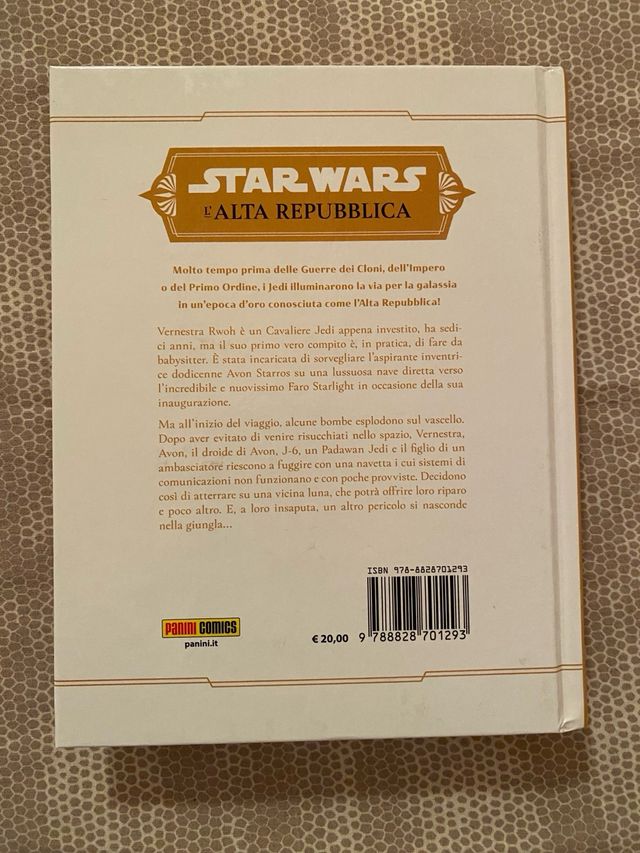 STAR WARS
L'ALTA REPUBBLICA
Molto tempo prima delle Guerre dei Cloni, dell'Impero
o del Primo Ordine, i Jedi illuminarono la via per la galassia
in un'epoca d'oro conosciuta come l'Alta Repubblica!
Vernestra Rwoh è un Cavaliere Jedi appena investito, ha sedi-
ci anni, ma il suo primo vero compito è, in pratica, di fare da
babysitter. È stata incaricata di sorvegliare l'aspirante inventri-
ce dodicenne Avon Starros su una lussuosa nave diretta verso
l'incredibile e nuovissimo Faro Starlight in occasione della sua
inaugurazione.
Ma all'inizio del viaggio, alcune bombe esplodono sul vascello.
Dopo aver evitato di venire risucchiati nello spazio, Vernestra,
Avon, il droide di Avon, J-6, un Padawan Jedi e il figlio di un
ambasciatore riescono a fuggire con una navetta i cui sistemi di
comunicazioni non funzionano e con poche provviste. Decidono
così di atterrare su una vicina luna, che potrà offrire loro riparo
e poco altro. E, a loro insaputa, un altro pericolo si nasconde
nella giungla...
ISBN 978-8828701293
PANINI COMICS
panini.it
€ 20,00
9 788828 701293